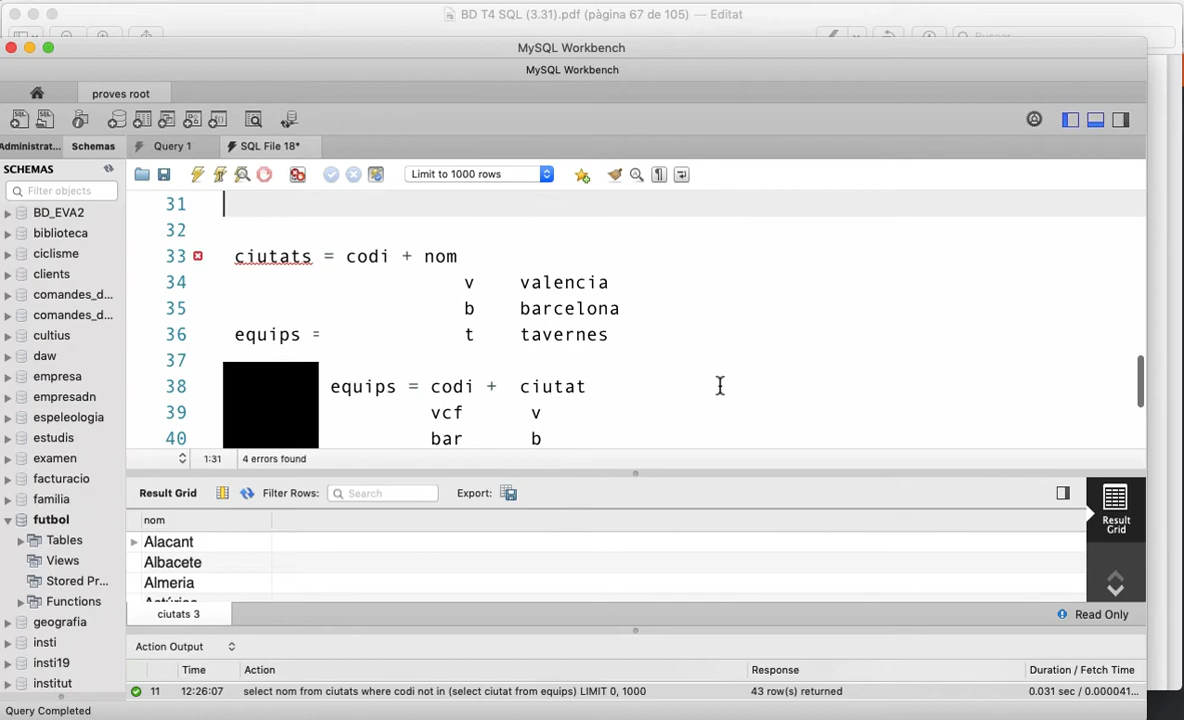 BD T4 SQL (3.31).pdf (pàgina 67 de 105) — Editat
Buscar
MySQL Workbench
MySQL Workbench
proves root
Administrat... Schemas Query 1 SQL File 18*
SCHEMAS
Limit to 1000 rows
Filter objects
BD_EVA2
biblioteca
ciclisme
clients
comandes_d...
comandes_d...
cultius
daw
empresa
empresadn
espeleologia
estudis
examen
facturacio
familia
futbol
Tables
Views
Stored Pr...
Functions
geografia
insti
insti19
institut
31
32
33 ciutats = codi + nom
34 v valencia
35 b barcelona
36 equips = t tavernes
37
38 equips = codi + ciutat
39 vcf v
40 bar b
1:31 4 errors found
Result Grid Filter Rows: Search Export:
nom
Alacant
Albacete
Almeria
Result Grid
ciutats 3
Read Only
Action Output
Time Action Response Duration / Fetch Time
11 12:26:07 select nom from ciutats where codi not in (select ciutat from equips) LIMIT 0, 1000 43 row(s) returned 0.031 sec / 0.000041...
Query Completed